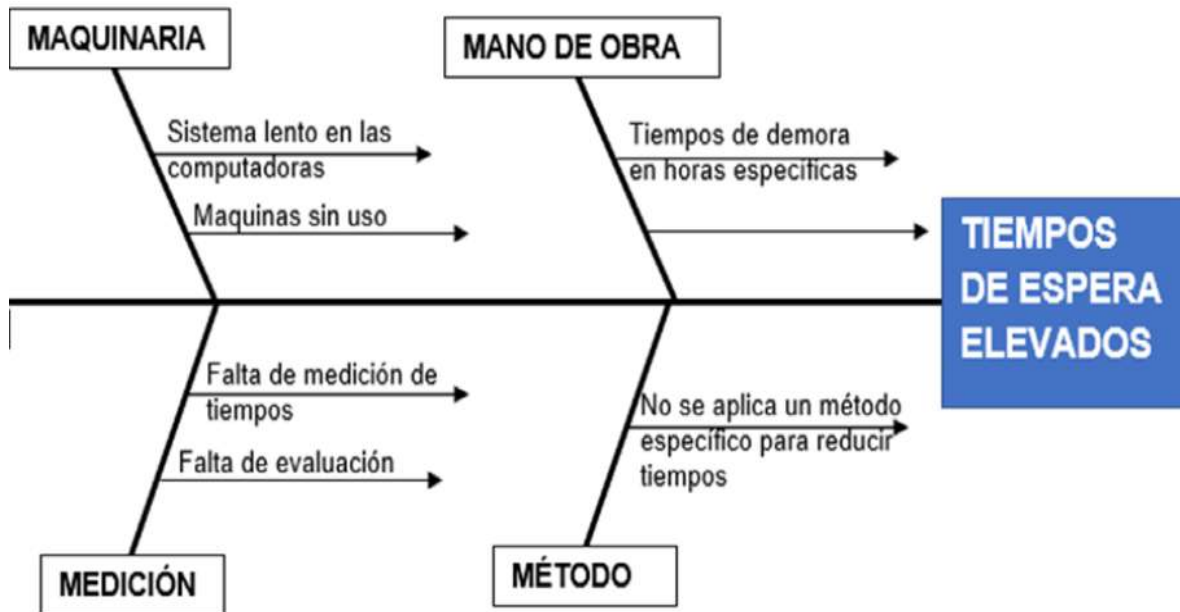 MAQUINARIA
MANO DE OBRA
Sistema lento en las
computadoras
Maquinas sin uso
Tiempos de demora
en horas específicas
TIEMPOS
DE ESPERA
ELEVADOS
Falta de medición de
tiempos
Falta de evaluación
No se aplica un método
específico para reducir
tiempos
MEDICIÓN
MÉTODO